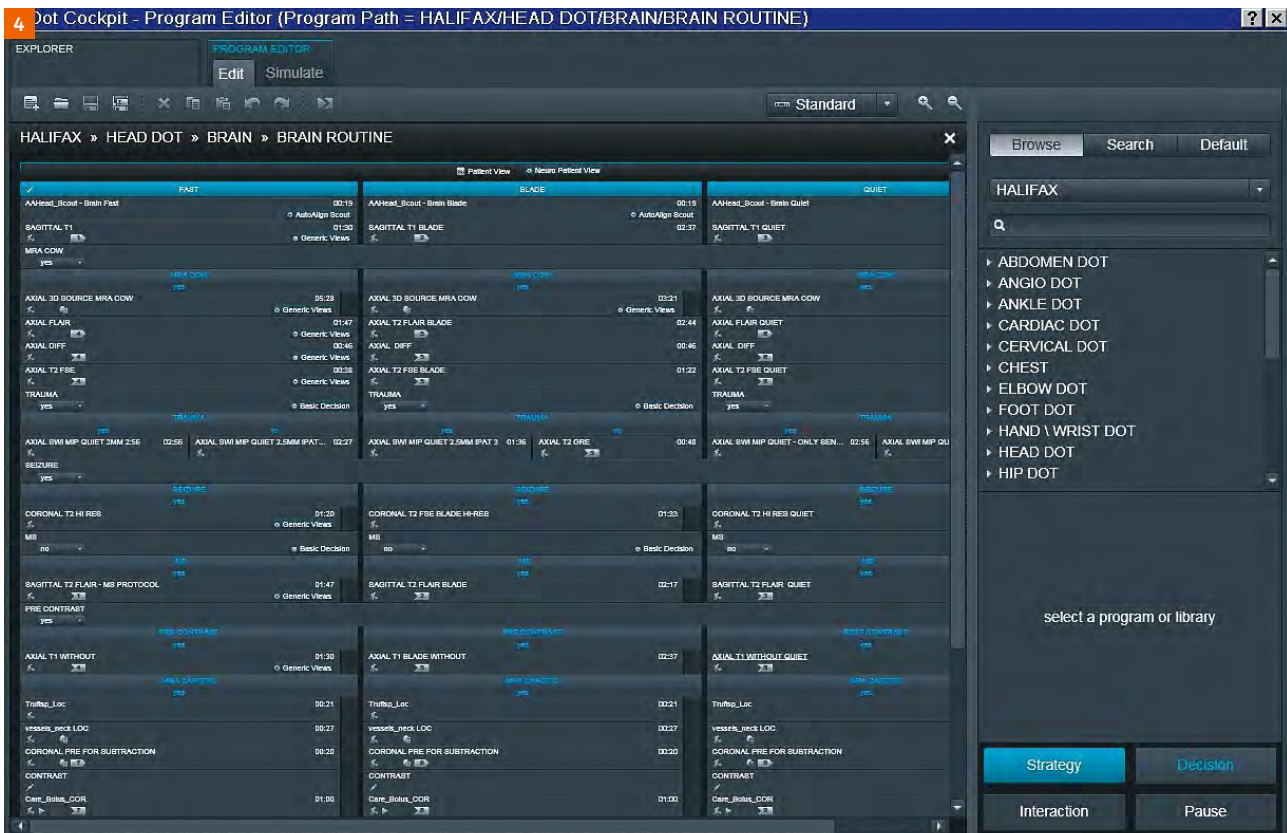 4
Dot Cockpit - Program Editor (Program Path = HALIFAX/HEAD DOT/BRAIN/BRAIN ROUTINE)
EXPLORER
PROGRAM EDITOR
Edit Simulate
Standard
HALIFAX » HEAD DOT » BRAIN » BRAIN ROUTINE
Patient View Neuro Patient View
FAST BLADE QUIET
AAHead_Scout - Brain Fast 00:19 AAHead_Scout - Brain Blade 00:19 AAHead_Scout - Brain Quiet
AutoAlign Scout AutoAlign Scout
SAGITTAL T1 01:30 SAGITTAL T1 BLADE 02:37 SAGITTAL T1 QUIET
Generic Views
MRA COW
yes
MRA COW MRA COW MRA COW
yes yes yes
AXIAL 3D SOURCE MRA COW 05:28 AXIAL 3D SOURCE MRA COW 03:21 AXIAL 3D SOURCE MRA COW
Generic Views Generic Views
AXIAL FLAIR 01:47 AXIAL T2 FLAIR BLADE 02:44 AXIAL FLAIR QUIET
Generic Views
AXIAL DIFF 00:46 AXIAL DIFF 00:46 AXIAL DIFF
Generic Views
AXIAL T2 FSE 00:38 AXIAL T2 FSE BLADE 01:22 AXIAL T2 FSE QUIET
Generic Views
TRAUMA TRAUMA TRAUMA
yes Basic Decision yes Basic Decision yes
TRAUMA TRAUMA TRAUMA
yes no yes no yes
AXIAL SWI MIP QUIET 2MM 2:56 02:56 AXIAL SWI MIP QUIET 2.5MM IPAT... 02:27 AXIAL SWI MIP QUIET 2.5MM IPAT 3 01:36 AXIAL T2 GRE 00:48 AXIAL SWI MIP QUIET - ONLY SEN... 02:56 AXIAL SWI MIP QU
SEIZURE
yes
SEIZURE SEIZURE SEIZURE
yes yes yes
CORONAL T2 HI RES 01:20 CORONAL T2 FSE BLADE HI-RES 01:33 CORONAL T2 HI RES QUIET
Generic Views
MS MS MS
no Basic Decision no Basic Decision no
MS MS MS
yes yes yes
SAGITTAL T2 FLAIR - MS PROTOCOL 01:47 SAGITTAL T2 FLAIR BLADE 02:17 SAGITTAL T2 FLAIR QUIET
Generic Views
PRE CONTRAST
yes
PRE CONTRAST PRE CONTRAST POST CONTRAST
yes yes yes
AXIAL T1 WITHOUT 01:30 AXIAL T1 BLADE WITHOUT 02:37 AXIAL T1 WITHOUT QUIET
Generic Views
MRA CAROTID MRA CAROTID MRA CAROTID
yes yes yes
Trufisp_Loc 00:21 Trufisp_Loc 00:21 Trufisp_Loc
vessels_neck LOC 00:27 vessels_neck LOC 00:27 vessels_neck LOC
CORONAL PRE FOR SUBTRACTION 00:20 CORONAL PRE FOR SUBTRACTION 00:20 CORONAL PRE FOR SUBTRACTION
CONTRAST CONTRAST CONTRAST
Care_Bolus_COR 01:00 Care_Bolus_COR 01:00 Care_Bolus_COR
Browse Search Default
HALIFAX
ABDOMEN DOT
ANGIO DOT
ANKLE DOT
CARDIAC DOT
CERVICAL DOT
CHEST
ELBOW DOT
FOOT DOT
HAND \ WRIST DOT
HEAD DOT
HIP DOT
select a program or library
Strategy Decision
Interaction Pause